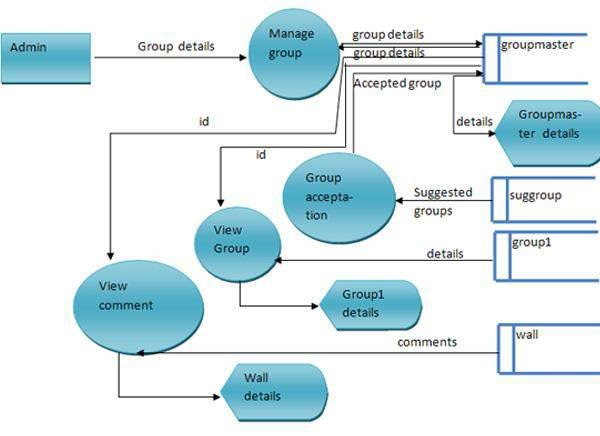 Admin
Group details
Manage
group
group details
group details
groupmaster
Accepted group
details
Groupmas-
ter details
id
id
Group
accepta-
tion
Suggested
groups
suggroup
View
Group
group1
details
View
comment
Group1
details
wall
comments
Wall
details